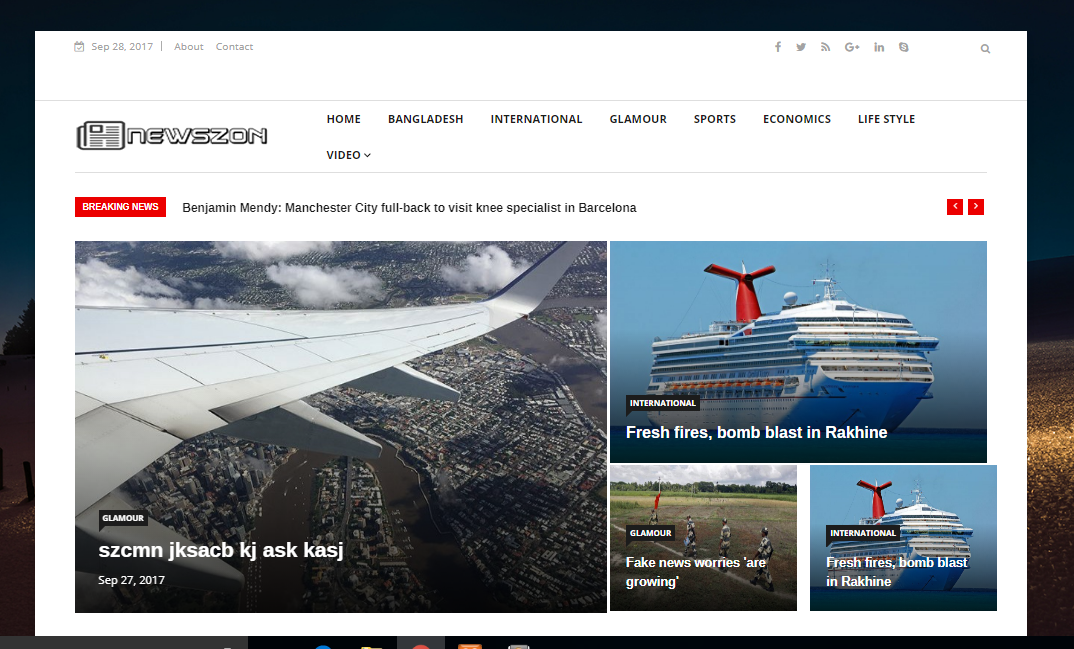 Sep 28, 2017 | About Contact
newszon
HOME BANGLADESH INTERNATIONAL GLAMOUR SPORTS ECONOMICS LIFE STYLE
VIDEO
BREAKING NEWS Benjamin Mendy: Manchester City full-back to visit knee specialist in Barcelona
INTERNATIONAL
Fresh fires, bomb blast in Rakhine
GLAMOUR
szcmn jksacb kj ask kasj
Sep 27, 2017
GLAMOUR
Fake news worries 'are
growing'
INTERNATIONAL
Fresh fires, bomb blast
in Rakhine